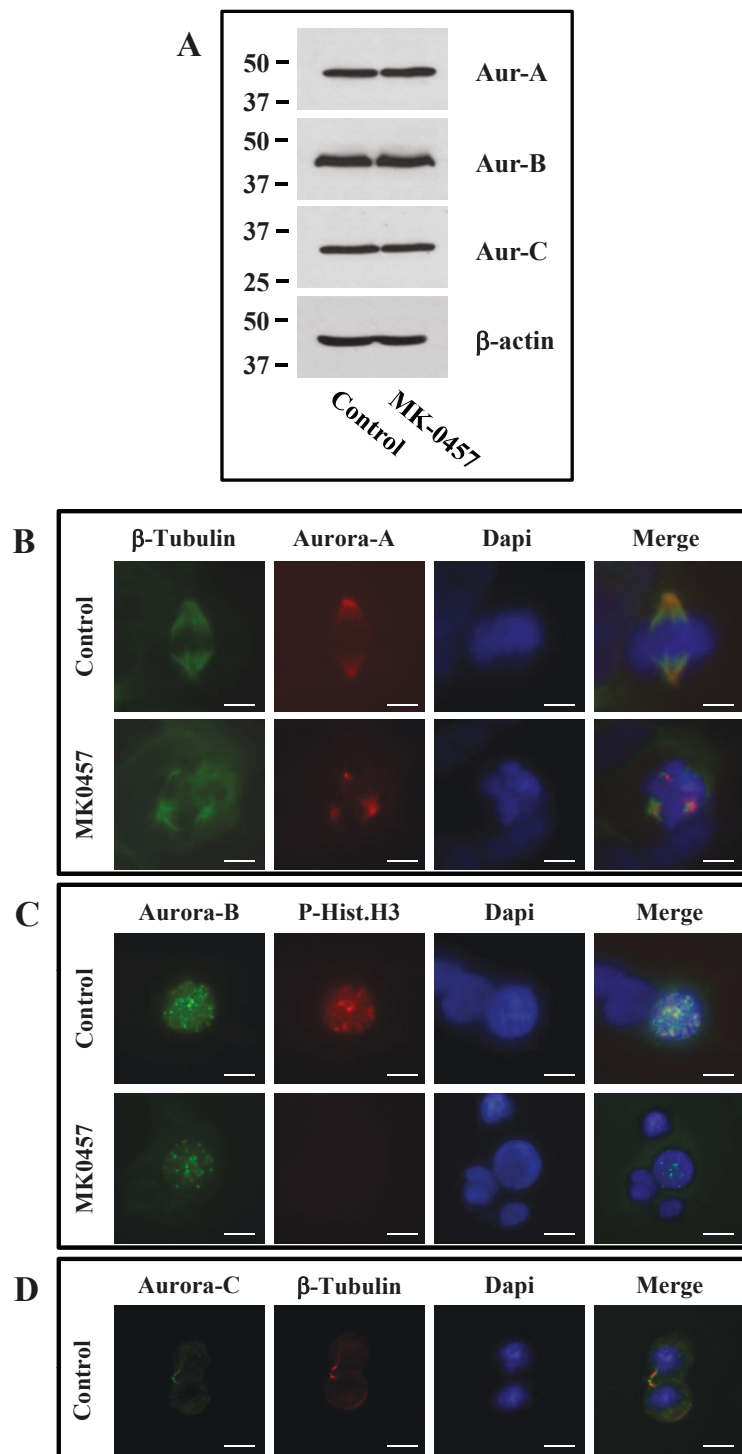 A
50
37
Aur-A
50
37
Aur-B
37
25
Aur-C
50
37
β-actin
Control
MK-0457
B
β-Tubulin Aurora-A Dapi Merge
Control
MK0457
C
Aurora-B P-Hist.H3 Dapi Merge
Control
MK0457
D
Aurora-C β-Tubulin Dapi Merge
Control